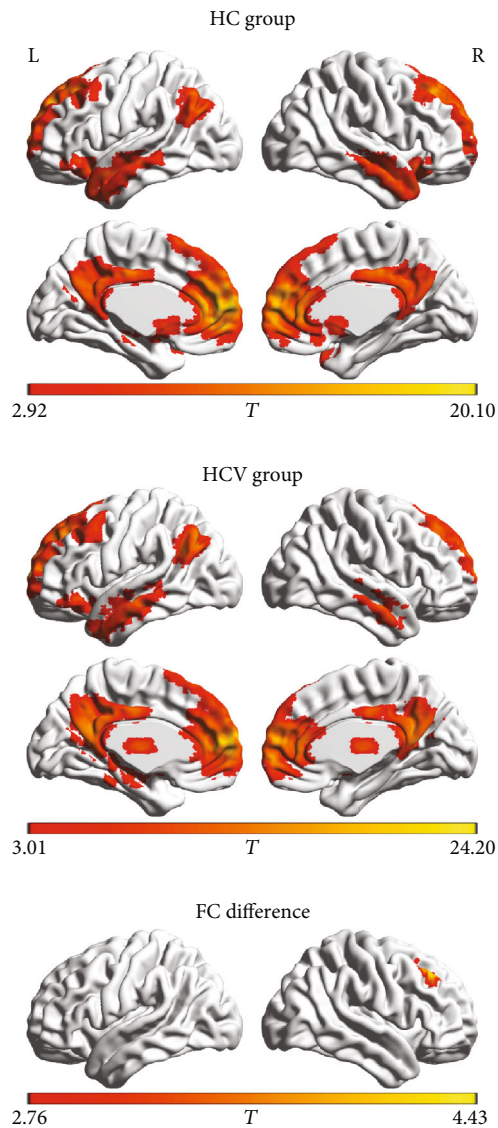 HC group
L R
2.92 T 20.10
HCV group
3.01 T 24.20
FC difference
2.76 T 4.43